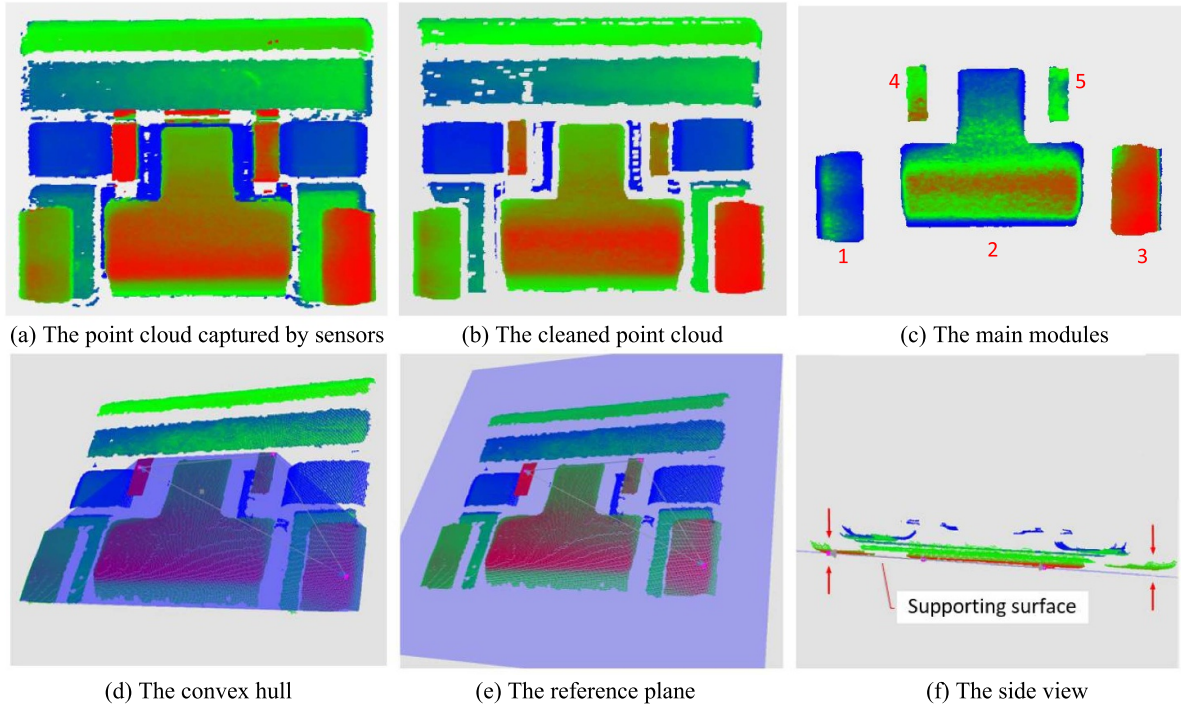 4
5
1
2
3
(a) The point cloud captured by sensors
(b) The cleaned point cloud
(c) The main modules
Supporting surface
(d) The convex hull
(e) The reference plane
(f) The side view